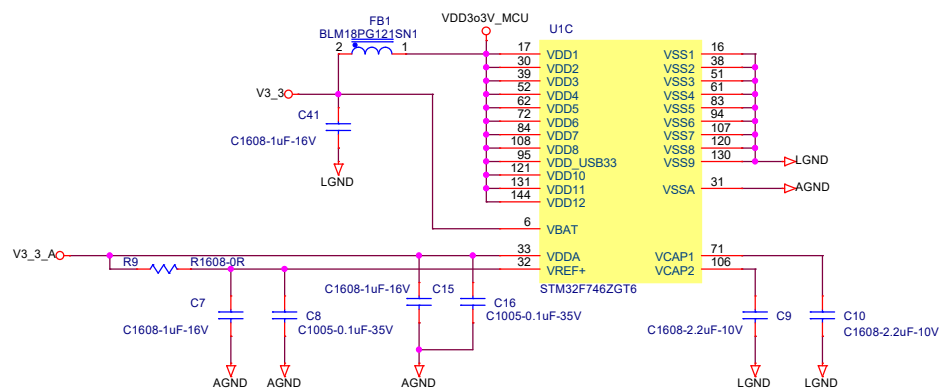 FB1
BLM18PG121SN1
VDD3o3V_MCU
U1C
2
1
17
VDD1
VSS1
16
30
VDD2
VSS2
38
39
VDD3
VSS3
51
52
VDD4
VSS4
61
V3_3
62
VDD5
VSS5
83
72
VDD6
VSS6
94
C41
84
VDD7
VSS7
107
C1608-1uF-16V
108
VDD8
VSS8
120
95
VDD_USB33
VSS9
130
LGND
121
VDD10
LGND
131
VDD11
VSSA
31
AGND
144
VDD12
6
VBAT
V3_3_A
33
VDDA
VCAP1
71
R9
R1608-0R
32
VREF+
VCAP2
106
STM32F746ZGT6
C7
C1608-1uF-16V
C8
C1005-0.1uF-35V
C1608-1uF-16V
C15
C16
C1005-0.1uF-35V
C9
C1608-2.2uF-10V
C10
C1608-2.2uF-10V
AGND
AGND
AGND
LGND
LGND